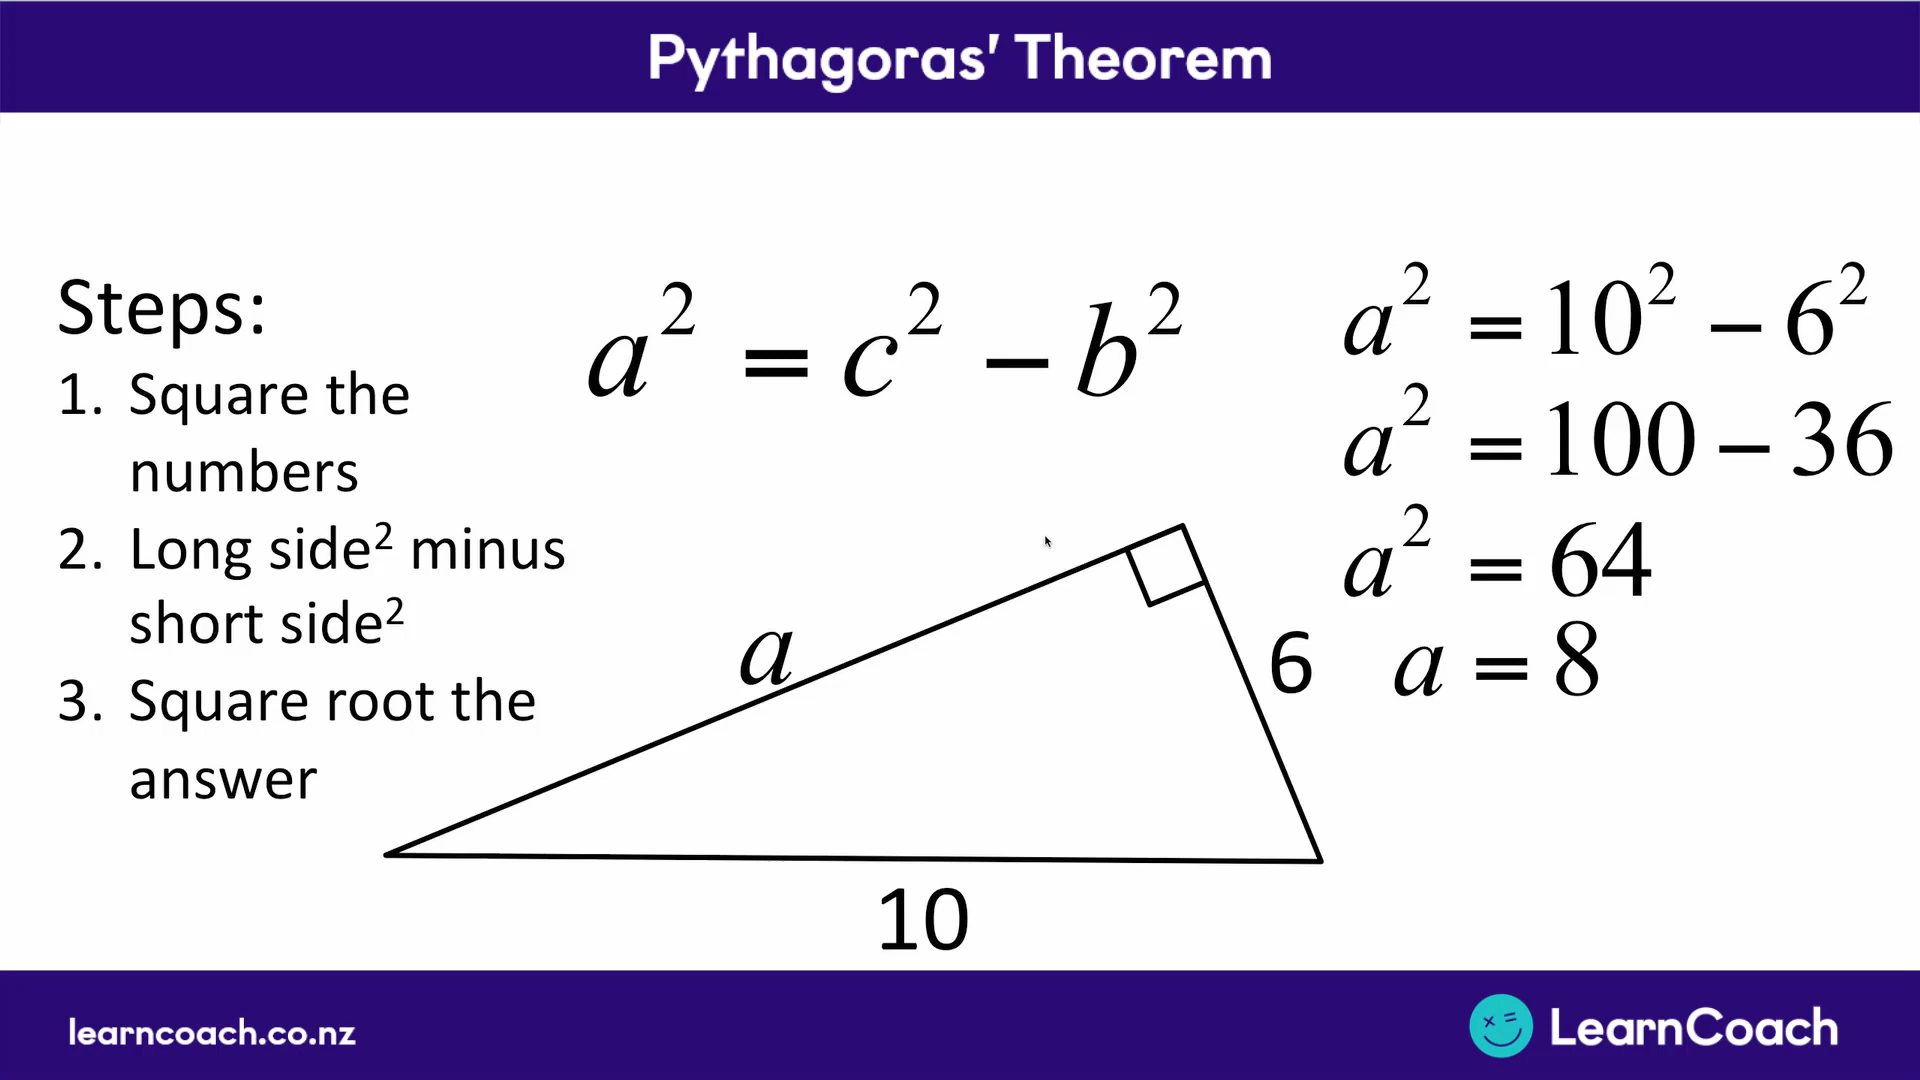 Pythagoras' Theorem
Steps:
1. Square the
numbers
2. Long side² minus
short side²
3. Square root the
answer
a² = c² − b²
a
6
10
a² = 10² − 6²
a² = 100 − 36
a² = 64
a = 8
learncoach.co.nz
LearnCoach